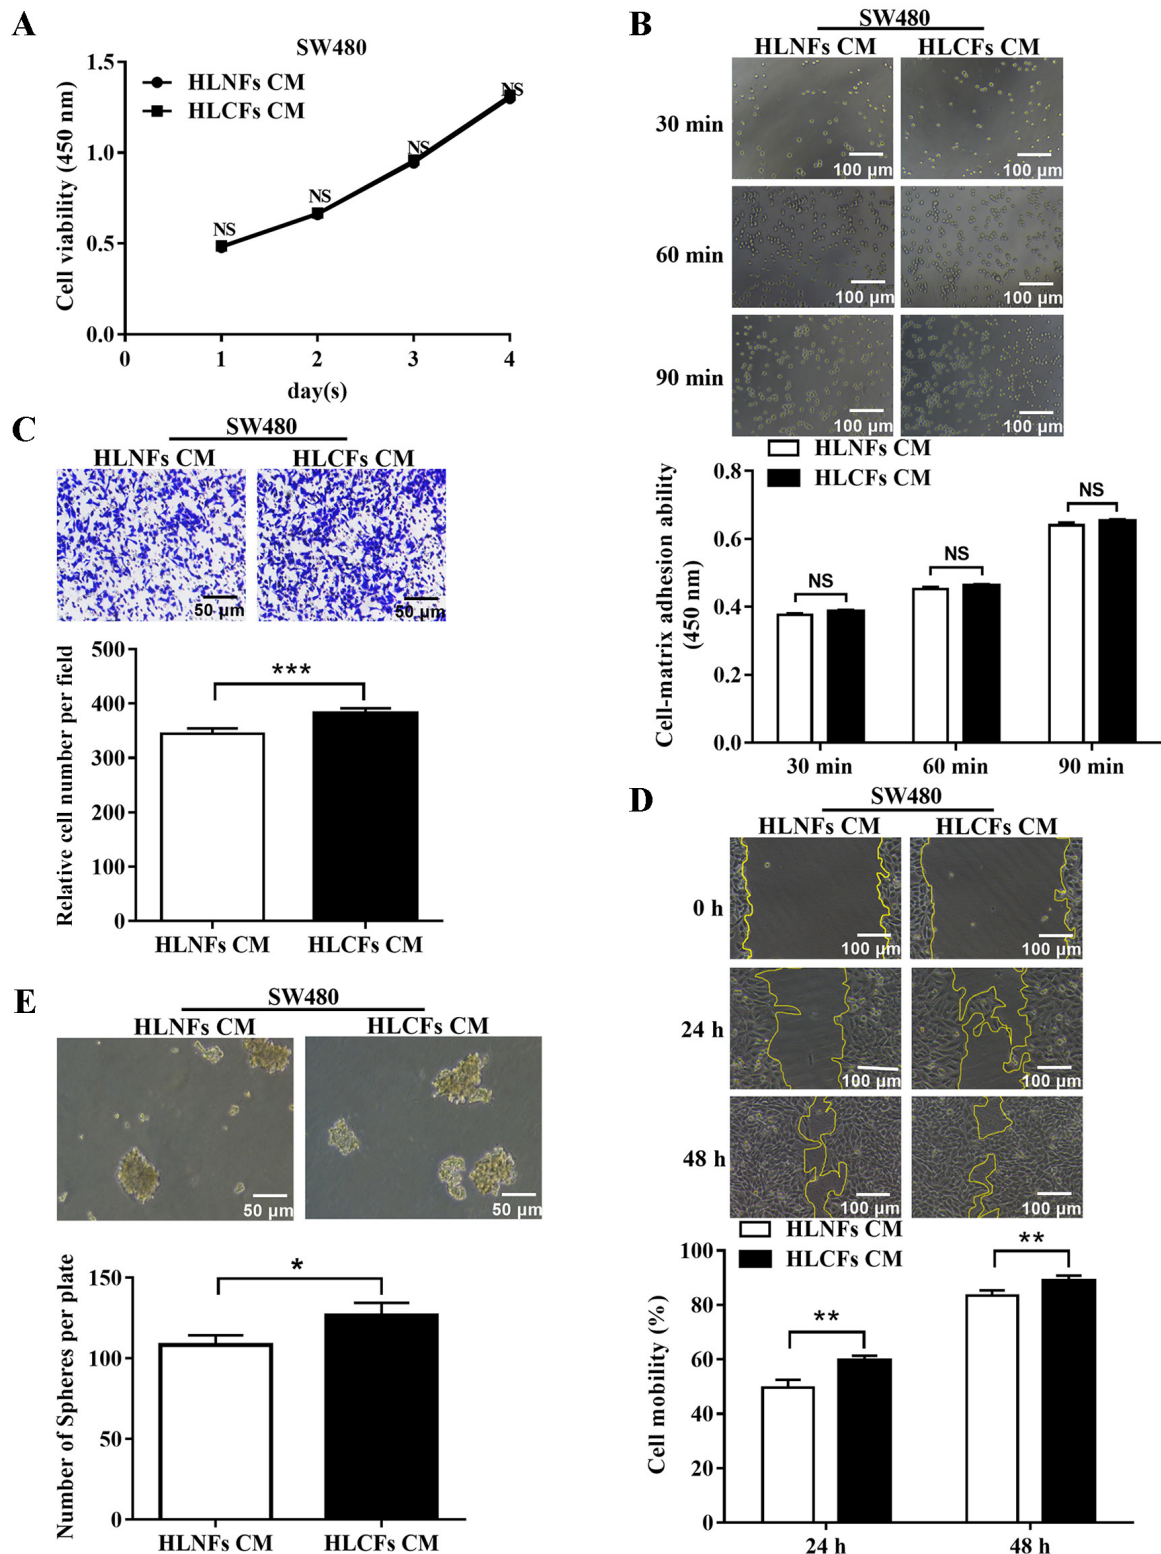 A
SW480
HLNFs CM
HLCFs CM
Cell viability (450 nm)
1.5
1.0
0.5
0.0
NS
NS
NS
NS
0 1 2 3 4
day(s)
B
SW480
HLNFs CM HLCFs CM
30 min
100 μm 100 μm
60 min
100 μm 100 μm
90 min
100 μm 100 μm
HLNFs CM
HLCFs CM
Cell-matrix adhesion ability
(450 nm)
0.8
0.6
0.4
0.2
0.0
NS
NS
NS
30 min 60 min 90 min
C
SW480
HLNFs CM HLCFs CM
50 μm 50 μm
Relative cell number per field
500
400
300
200
100
0
***
HLNFs CM HLCFs CM
D
SW480
HLNFs CM HLCFs CM
0 h
100 μm 100 μm
24 h
100 μm 100 μm
48 h
100 μm 100 μm
HLNFs CM
HLCFs CM
Cell mobility (%)
100
80
60
40
20
0
**
**
24 h 48 h
E
SW480
HLNFs CM HLCFs CM
50 μm 50 μm
Number of Spheres per plate
150
100
50
0
*
HLNFs CM HLCFs CM